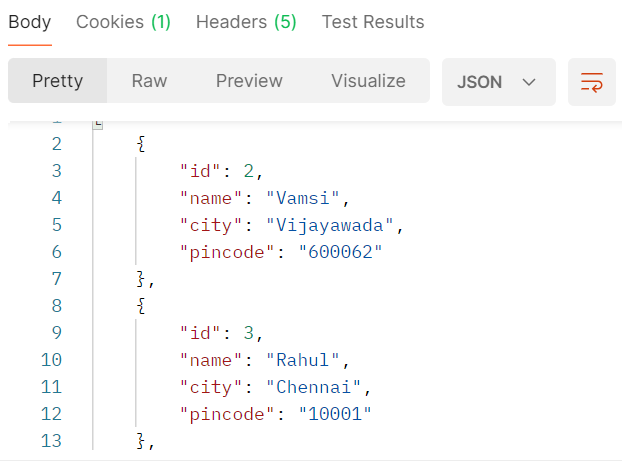 Body Cookies (1) Headers (5) Test Results
Pretty Raw Preview Visualize JSON
2 {
3 "id": 2,
4 "name": "Vamsi",
5 "city": "Vijayawada",
6 "pincode": "600062"
7 },
8 {
9 "id": 3,
10 "name": "Rahul",
11 "city": "Chennai",
12 "pincode": "10001"
13 },